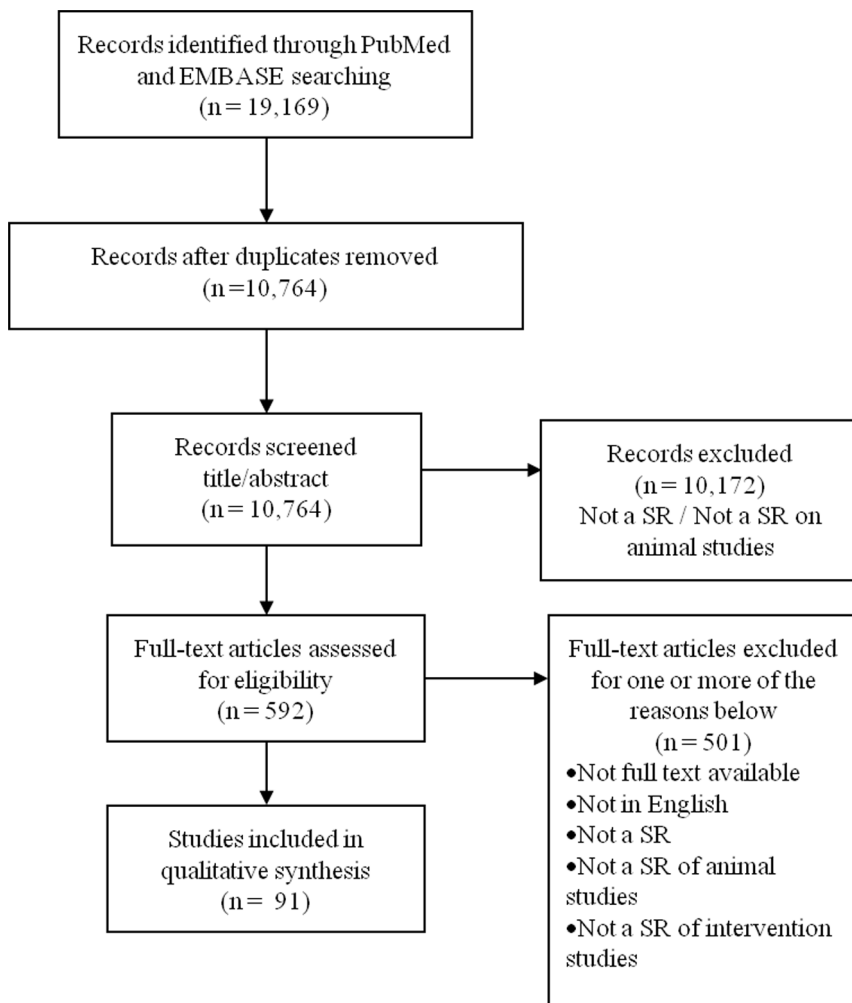 Records identified through PubMed
and EMBASE searching
(n = 19,169)
Records after duplicates removed
(n=10,764)
Records screened
title/abstract
(n = 10,764)
Records excluded
(n = 10,172)
Not a SR / Not a SR on
animal studies
Full-text articles assessed
for eligibility
(n = 592)
Full-text articles excluded
for one or more of the
reasons below
(n = 501)
•Not full text available
•Not in English
•Not a SR
•Not a SR of animal
studies
•Not a SR of intervention
studies
Studies included in
qualitative synthesis
(n = 91)